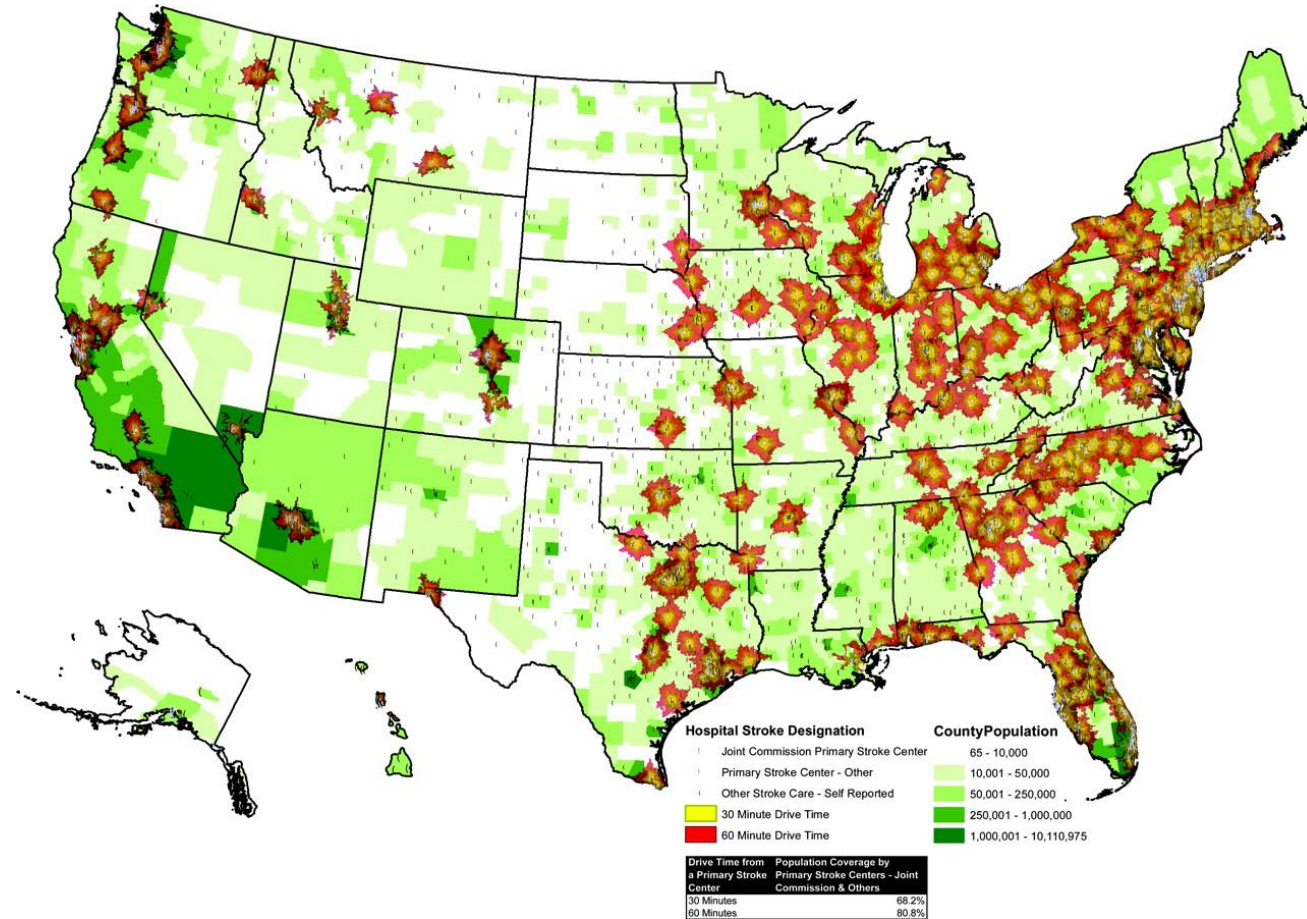 Hospital Stroke Designation
Joint Commission Primary Stroke Center
Primary Stroke Center - Other
Other Stroke Care - Self Reported
30 Minute Drive Time
60 Minute Drive Time
CountyPopulation
65 - 10,000
10,001 - 50,000
50,001 - 250,000
250,001 - 1,000,000
1,000,001 - 10,110,975
Drive Time from a Primary Stroke Center
Population Coverage by Primary Stroke Centers - Joint Commission & Others
30 Minutes 68.2%
60 Minutes 80.8%